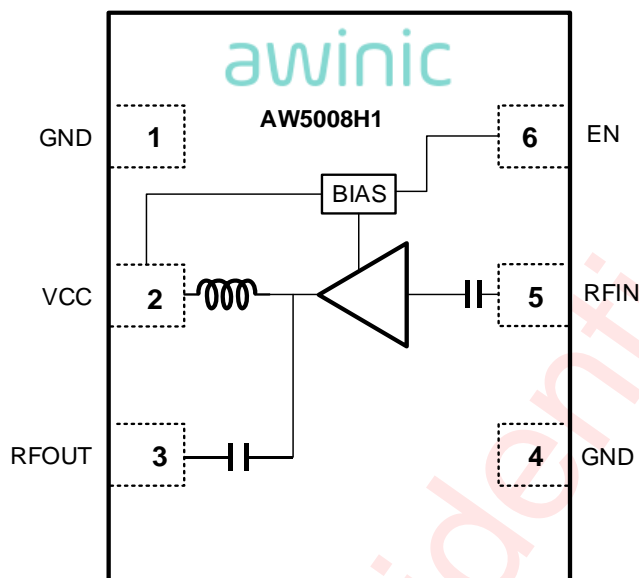 awinic
AW5008H1
GND 1
6 EN
BIAS
VCC 2
5 RFIN
RFOUT 3
4 GND